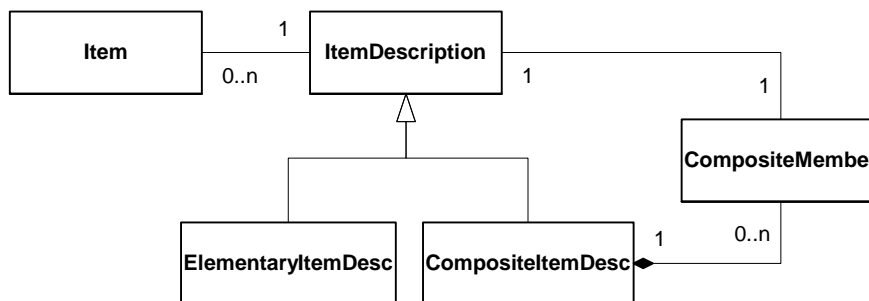 Item
1
0..n
ItemDescription
1
1
CompositeMembe
ElementaryItemDesc
CompositeItemDesc
1
0..n